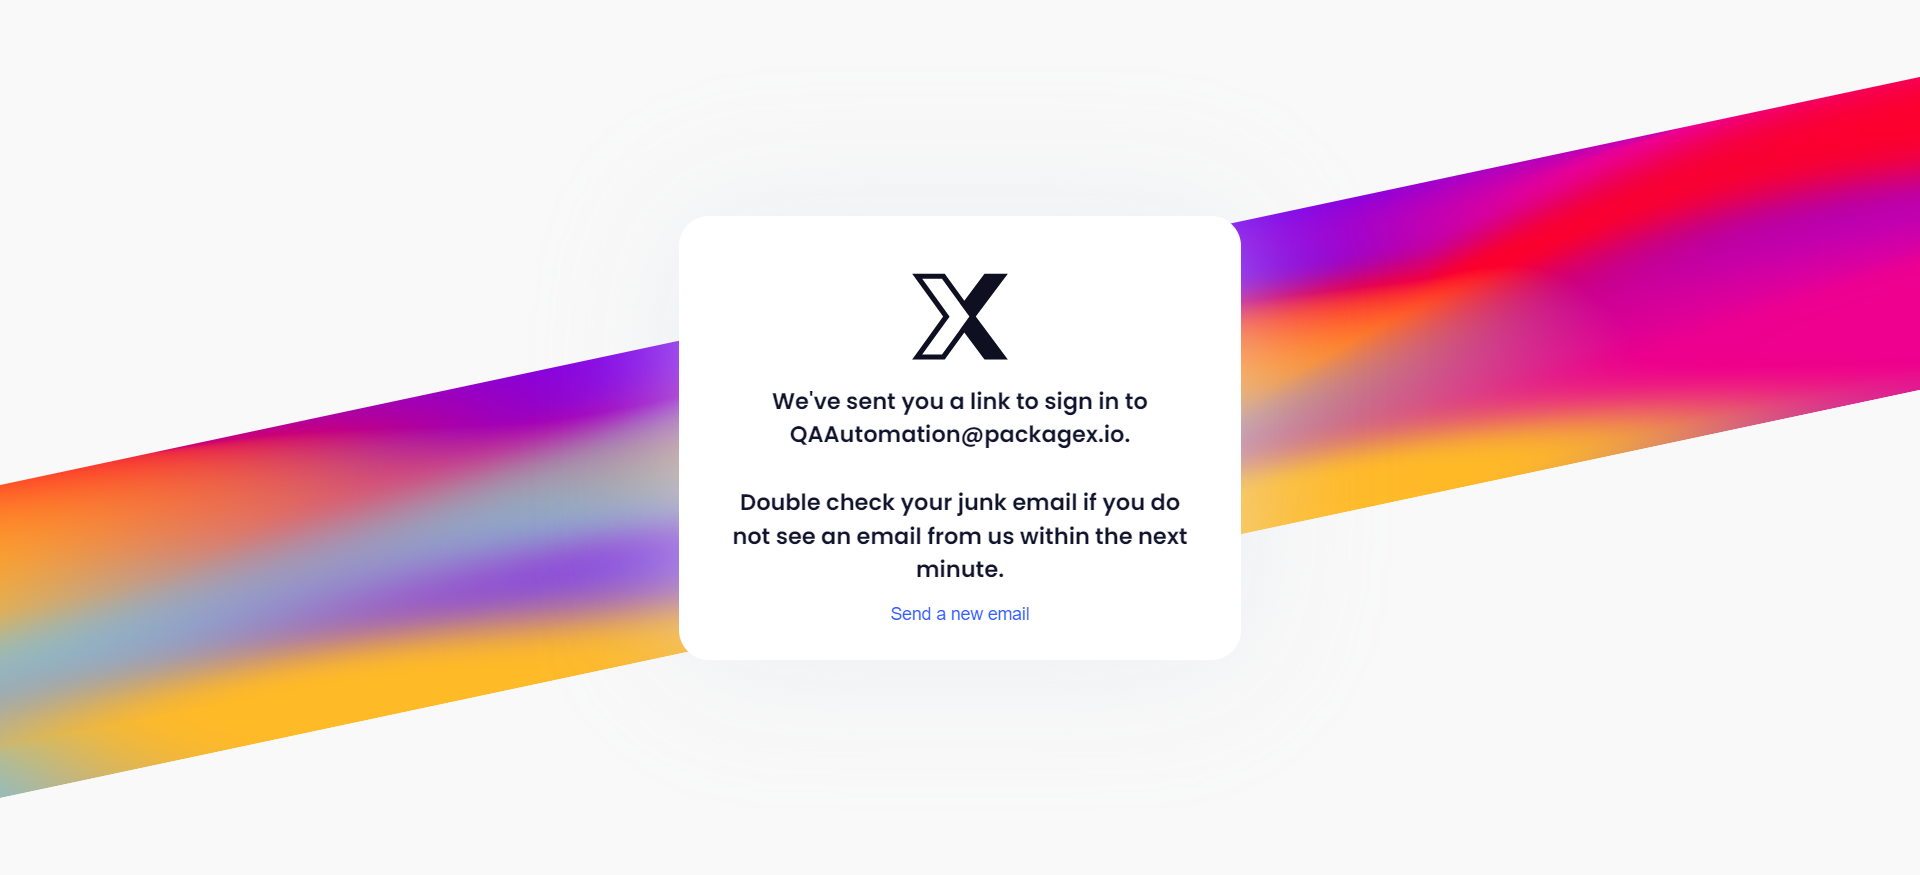 We've sent you a link to sign in to
QAAutomation@packagex.io.
Double check your junk email if you do
not see an email from us within the next
minute.
Send a new email